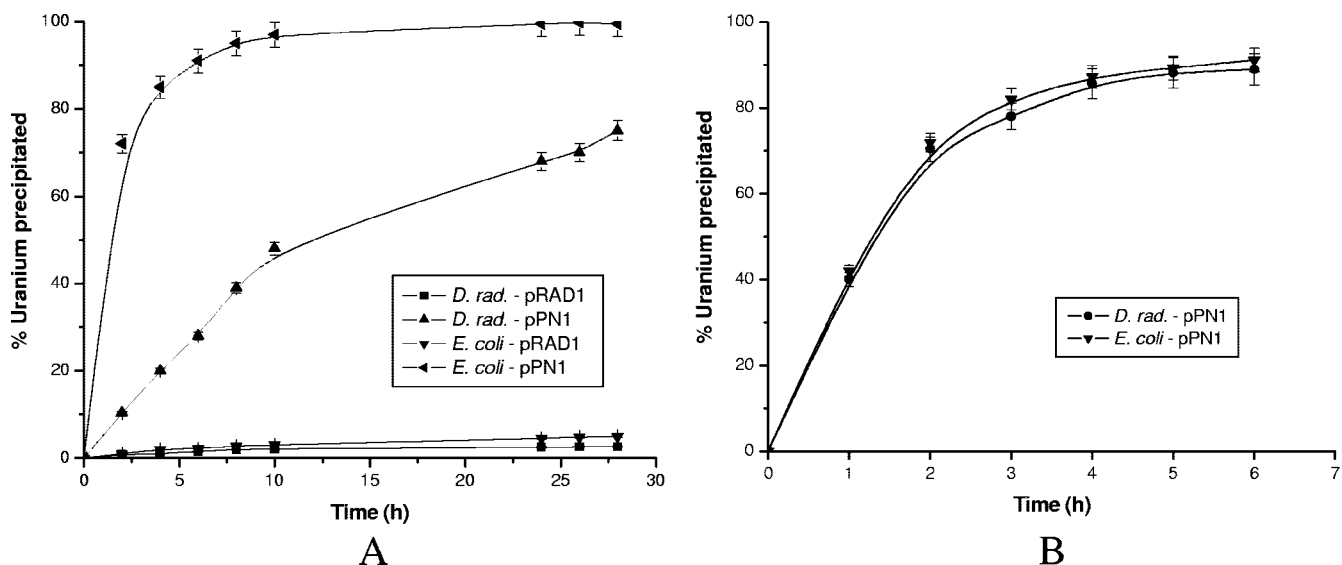 100
80
60
40
20
0
% Uranium precipitated
D. rad. - pRAD1
D. rad. - pPN1
E. coli - pRAD1
E. coli - pPN1
0 5 10 15 20 25 30
Time (h)
A
100
80
60
40
20
0
% Uranium precipitated
D. rad. - pPN1
E. coli - pPN1
0 1 2 3 4 5 6 7
Time (h)
B